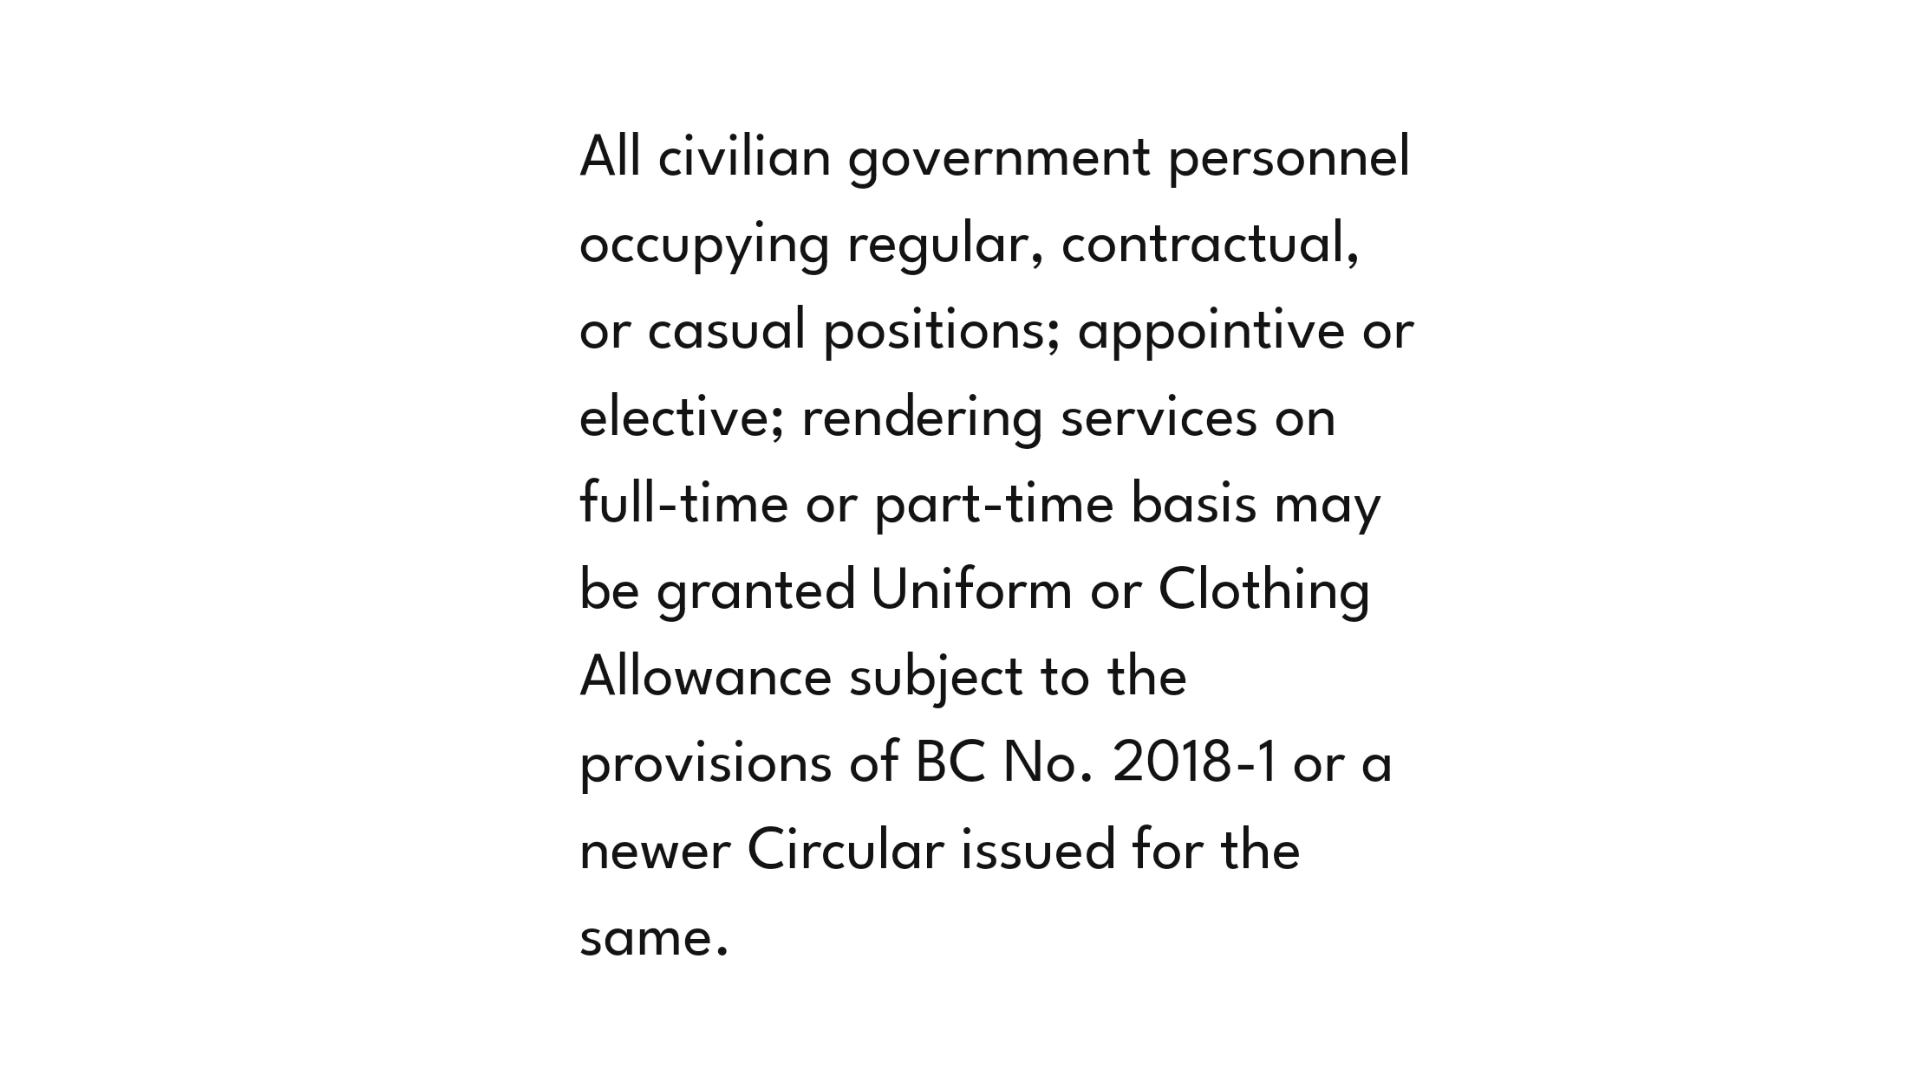 All civilian government personnel
occupying regular, contractual,
or casual positions; appointive or
elective; rendering services on
full-time or part-time basis may
be granted Uniform or Clothing
Allowance subject to the
provisions of BC No. 2018-1 or a
newer Circular issued for the
same.